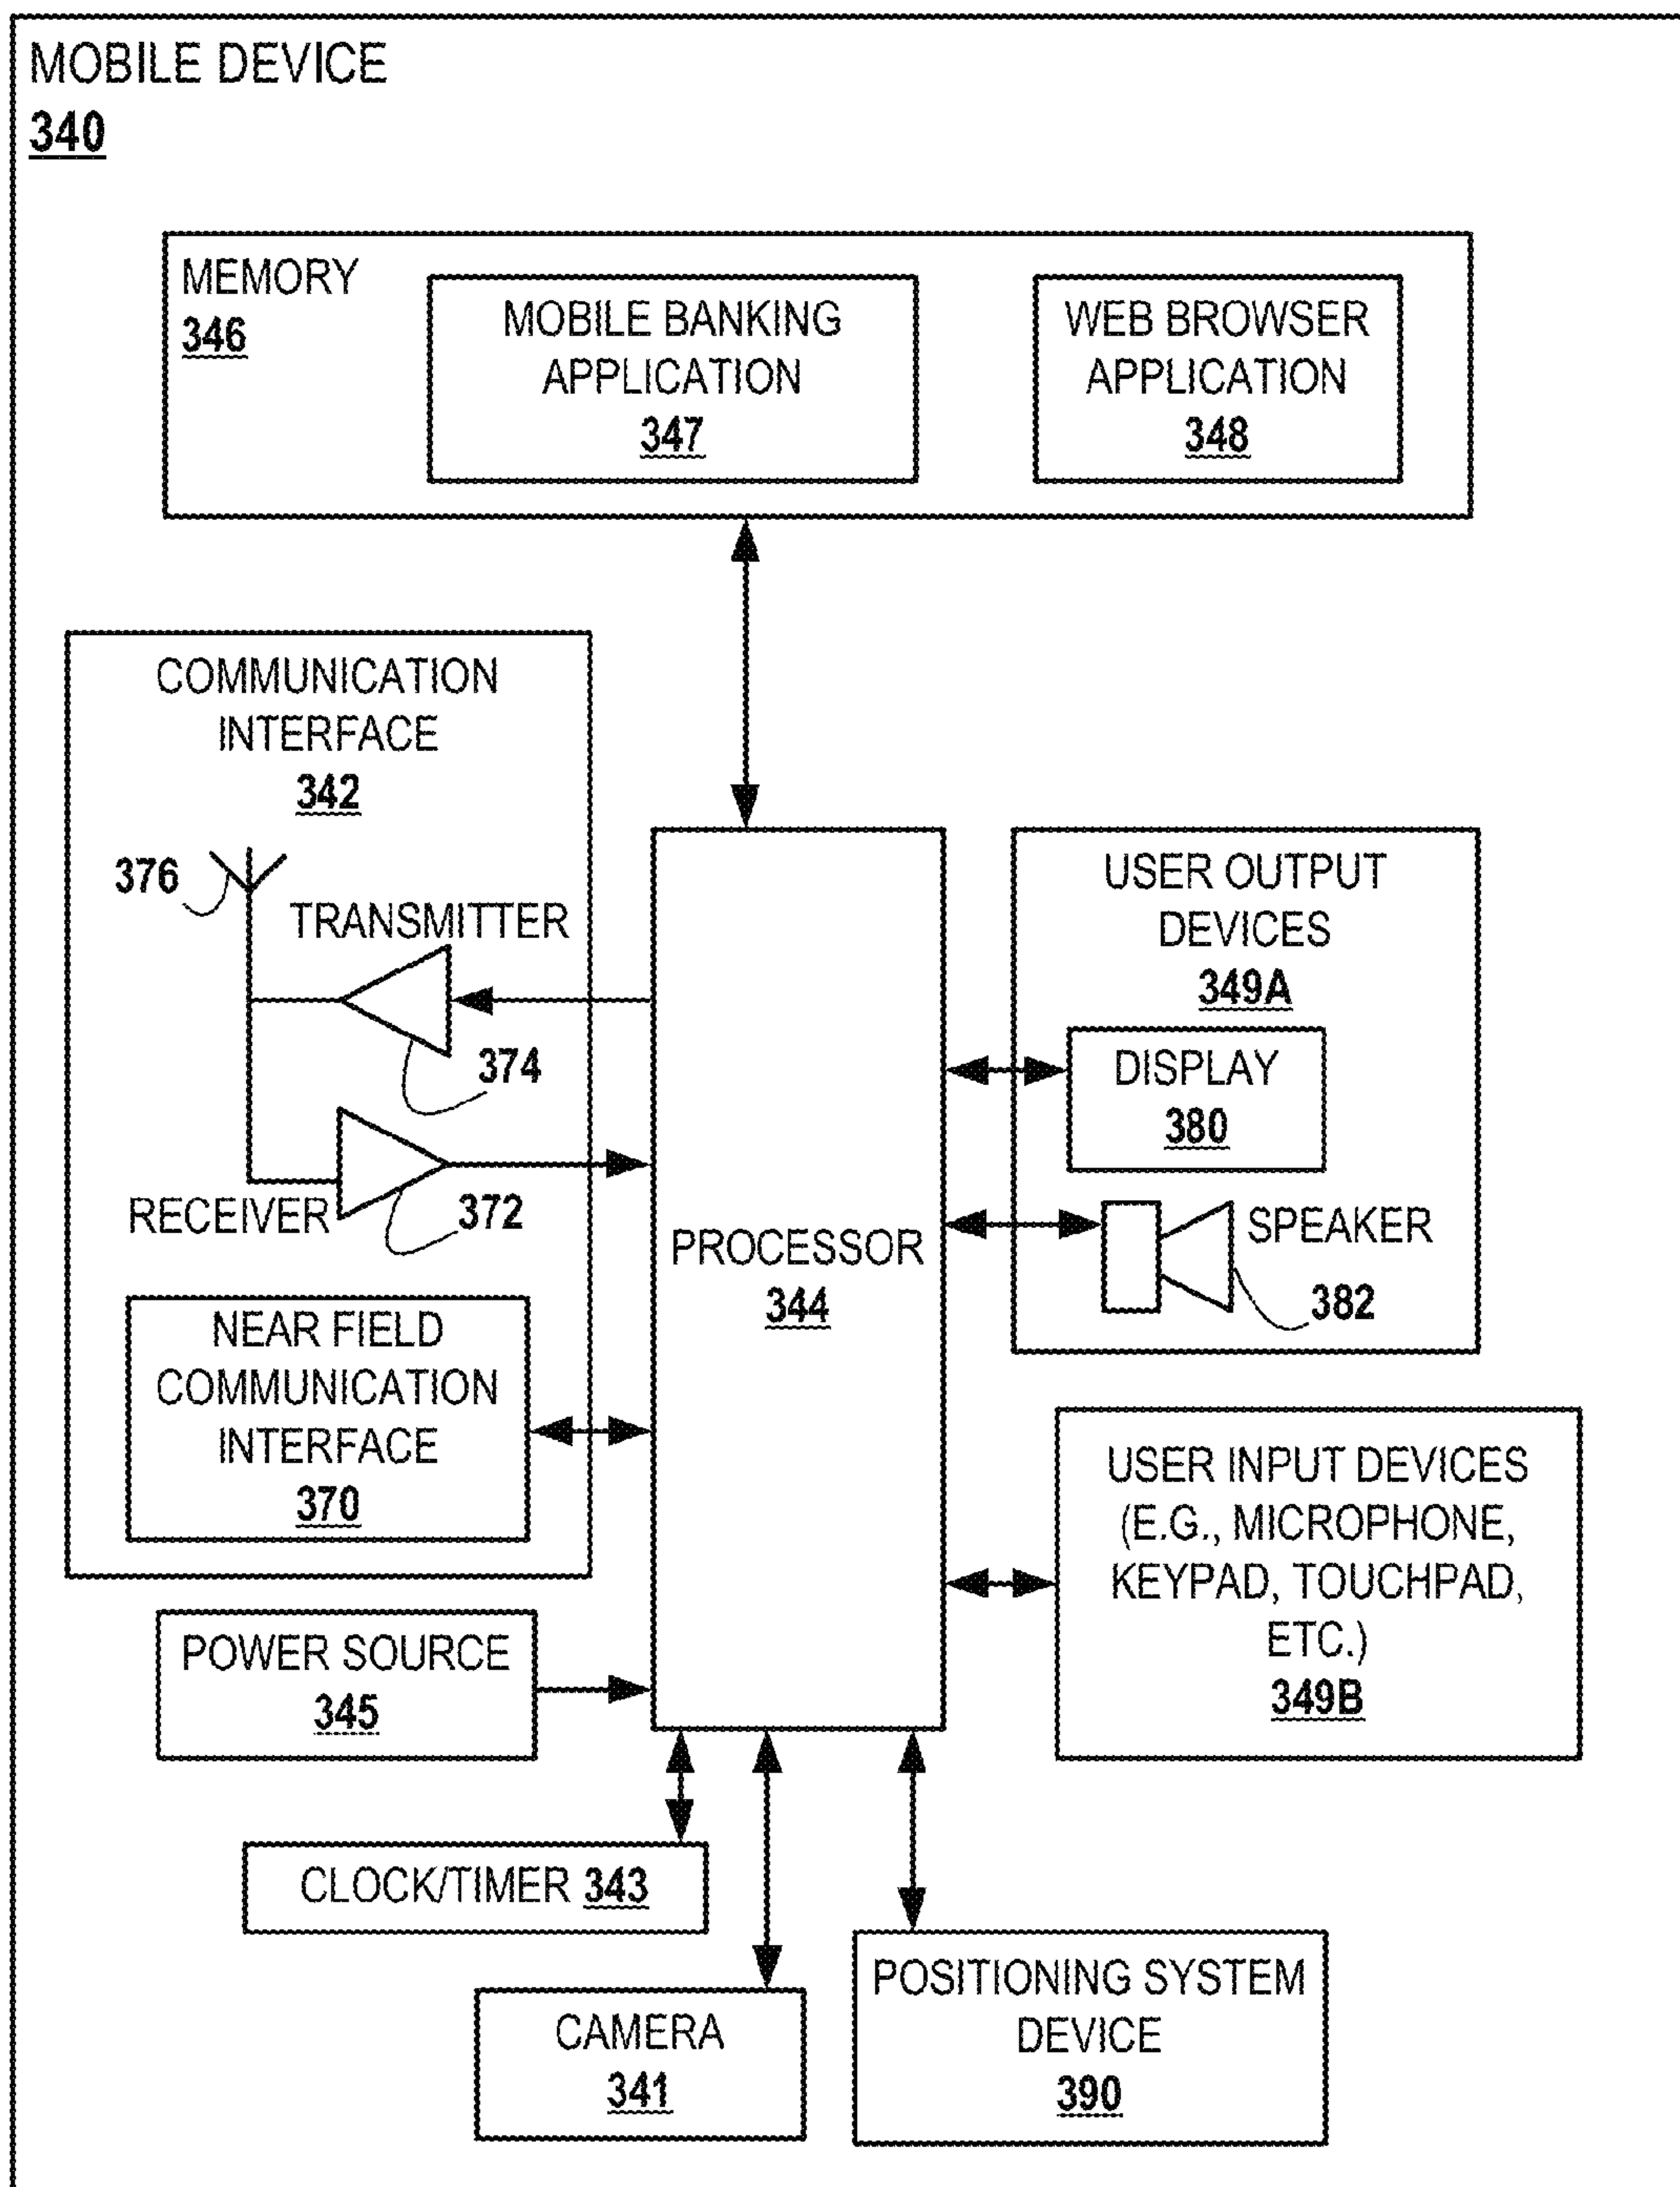 MOBILE DEVICE
340
MEMORY
346
MOBILE BANKING
APPLICATION
347
WEB BROWSER
APPLICATION
348
COMMUNICATION
INTERFACE
342
376
TRANSMITTER
374
RECEIVER
372
NEAR FIELD
COMMUNICATION
INTERFACE
370
PROCESSOR
344
USER OUTPUT
DEVICES
349A
DISPLAY
380
SPEAKER
382
USER INPUT DEVICES
(E.G., MICROPHONE,
KEYPAD, TOUCHPAD,
ETC.)
349B
POWER SOURCE
345
CLOCK/TIMER 343
CAMERA
341
POSITIONING SYSTEM
DEVICE
390